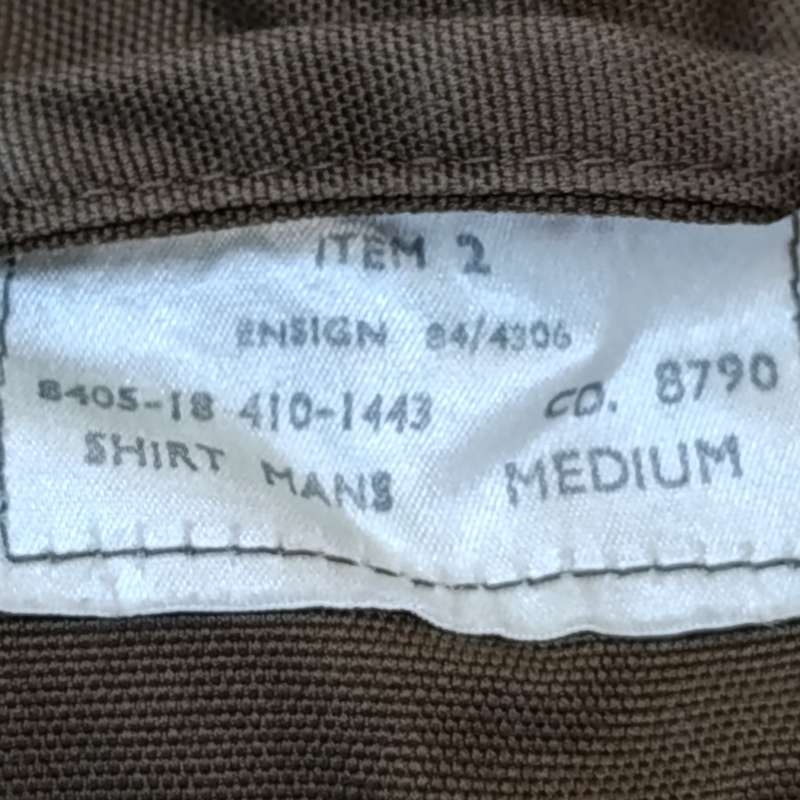 ITEM 2
ENSIGN 84/4306
8405-18 410-1443 CO. 8790
SHIRT MANS MEDIUM